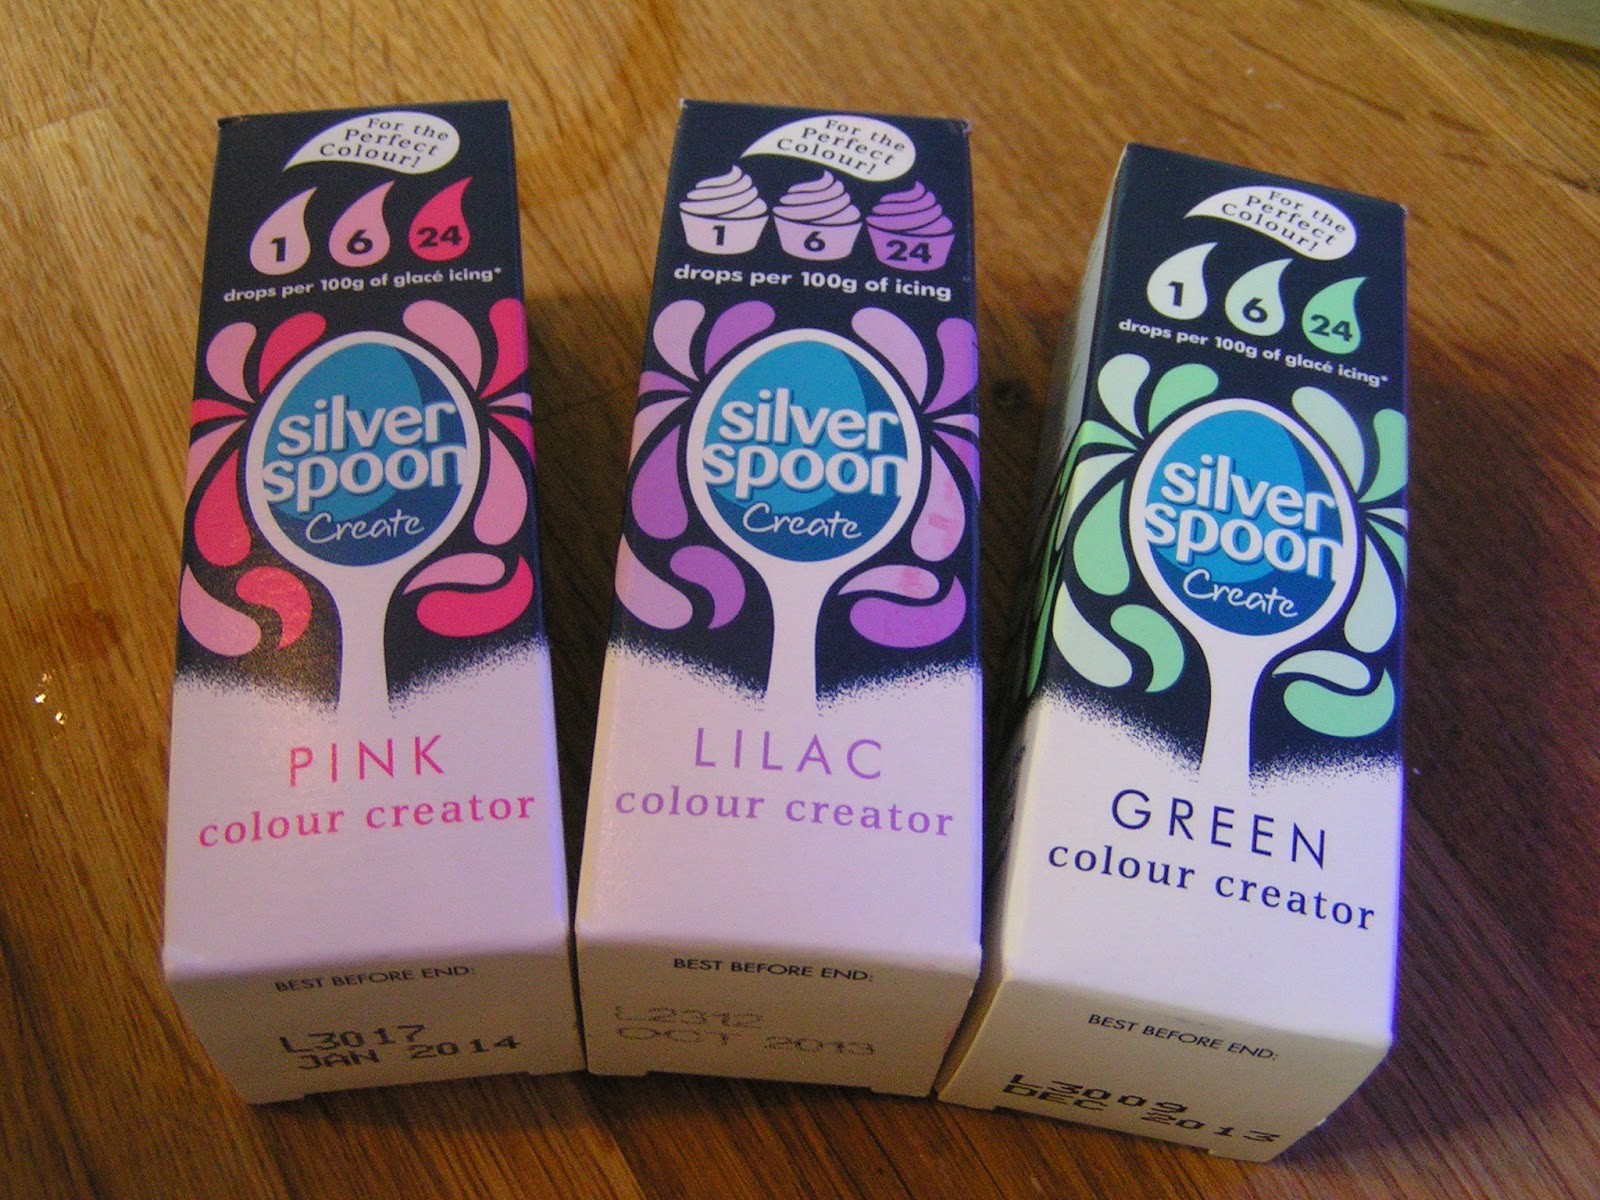 For the
Perfect
Colour!
1 6 24
drops per 100g of glacé icing*
silver
spoon
Create
PINK
colour creator
BEST BEFORE END:
L3017
JAN 2014
For the
Perfect
Colour!
1 6 24
drops per 100g of icing
silver
spoon
Create
LILAC
colour creator
BEST BEFORE END:
L2312
OCT 2013
For the
Perfect
Colour!
1 6 24
drops per 100g of glacé icing*
silver
spoon
Create
GREEN
colour creator
BEST BEFORE END:
L3009
DEC 2013